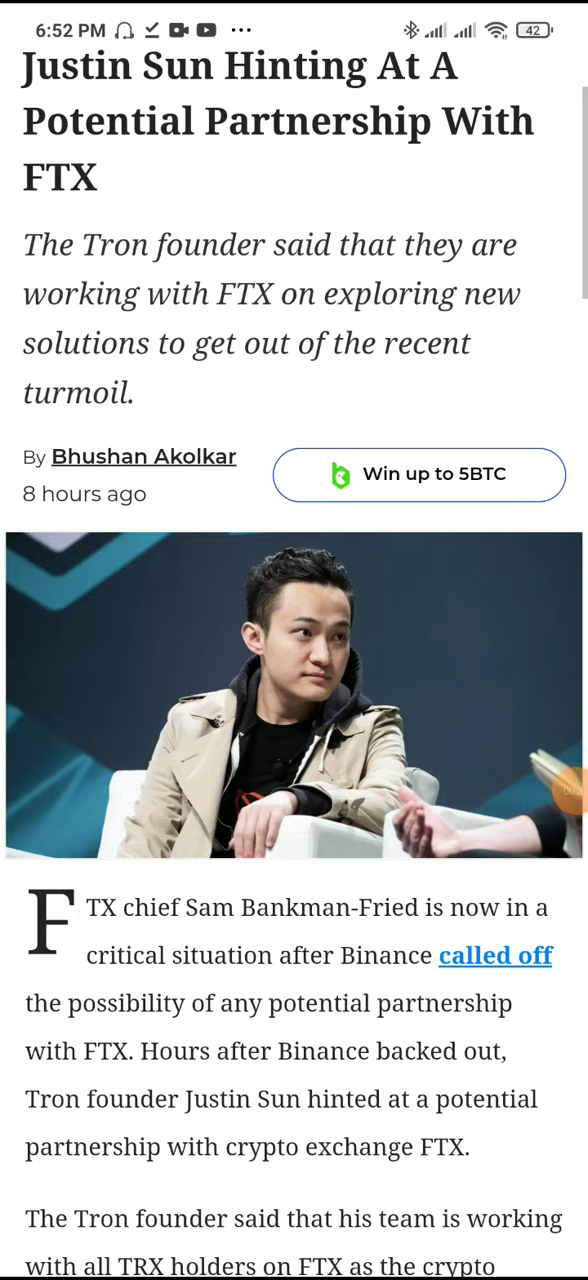 6:52 PM
42
Justin Sun Hinting At A
Potential Partnership With
FTX
The Tron founder said that they are
working with FTX on exploring new
solutions to get out of the recent
turmoil.
By Bhushan Akolkar
8 hours ago
Win up to 5BTC
FTX chief Sam Bankman-Fried is now in a
critical situation after Binance called off
the possibility of any potential partnership
with FTX. Hours after Binance backed out,
Tron founder Justin Sun hinted at a potential
partnership with crypto exchange FTX.
The Tron founder said that his team is working
with all TRX holders on FTX as the crypto